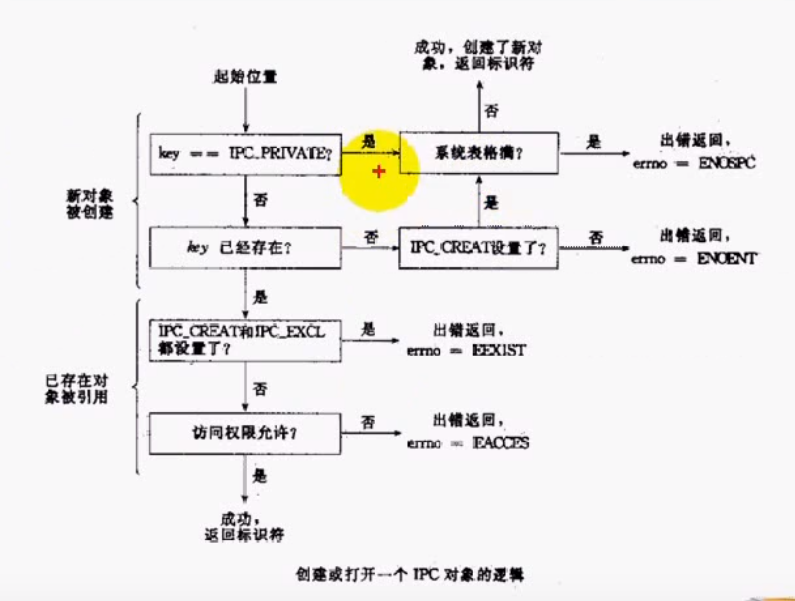 成功，创建了新对
象，返回标识符
起始位置
否
key == IPC_PRIVATE?
是
系统表格满？
是
出错返回，
errno = ENOSPC
新对象
被创建
否
是
key 已经存在？
否
IPC_CREAT设置了？
否
出错返回，
errno = ENOENT
是
IPC_CREAT和IPC_EXCL
都设置了？
是
出错返回，
errno = EEXIST
已存在对
象被引用
否
访问权限允许？
否
出错返回，
errno = EACCES
是
成功，
返回标识符
创建或打开一个 IPC 对象的逻辑